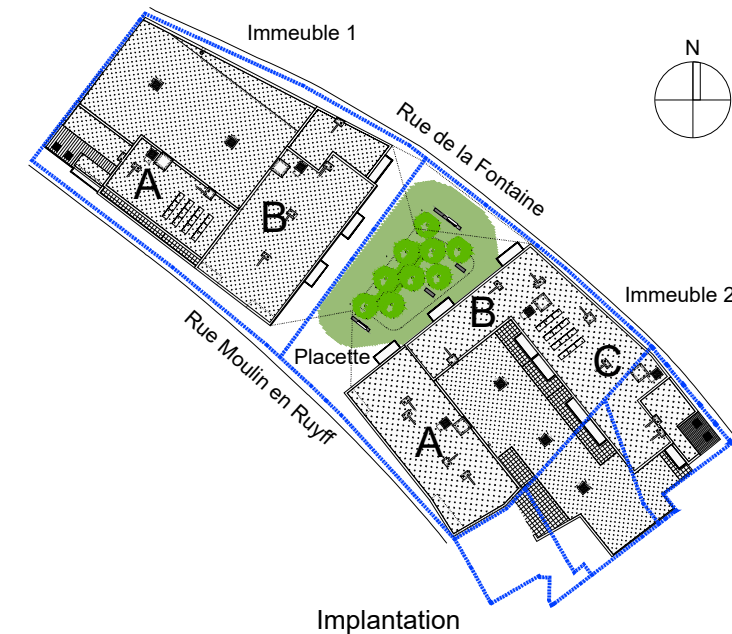 Immeuble 1
N
Rue de la Fontaine
A
B
Immeuble 2
B
Placette
C
Rue Moulin en Ruyff
A
Implantation